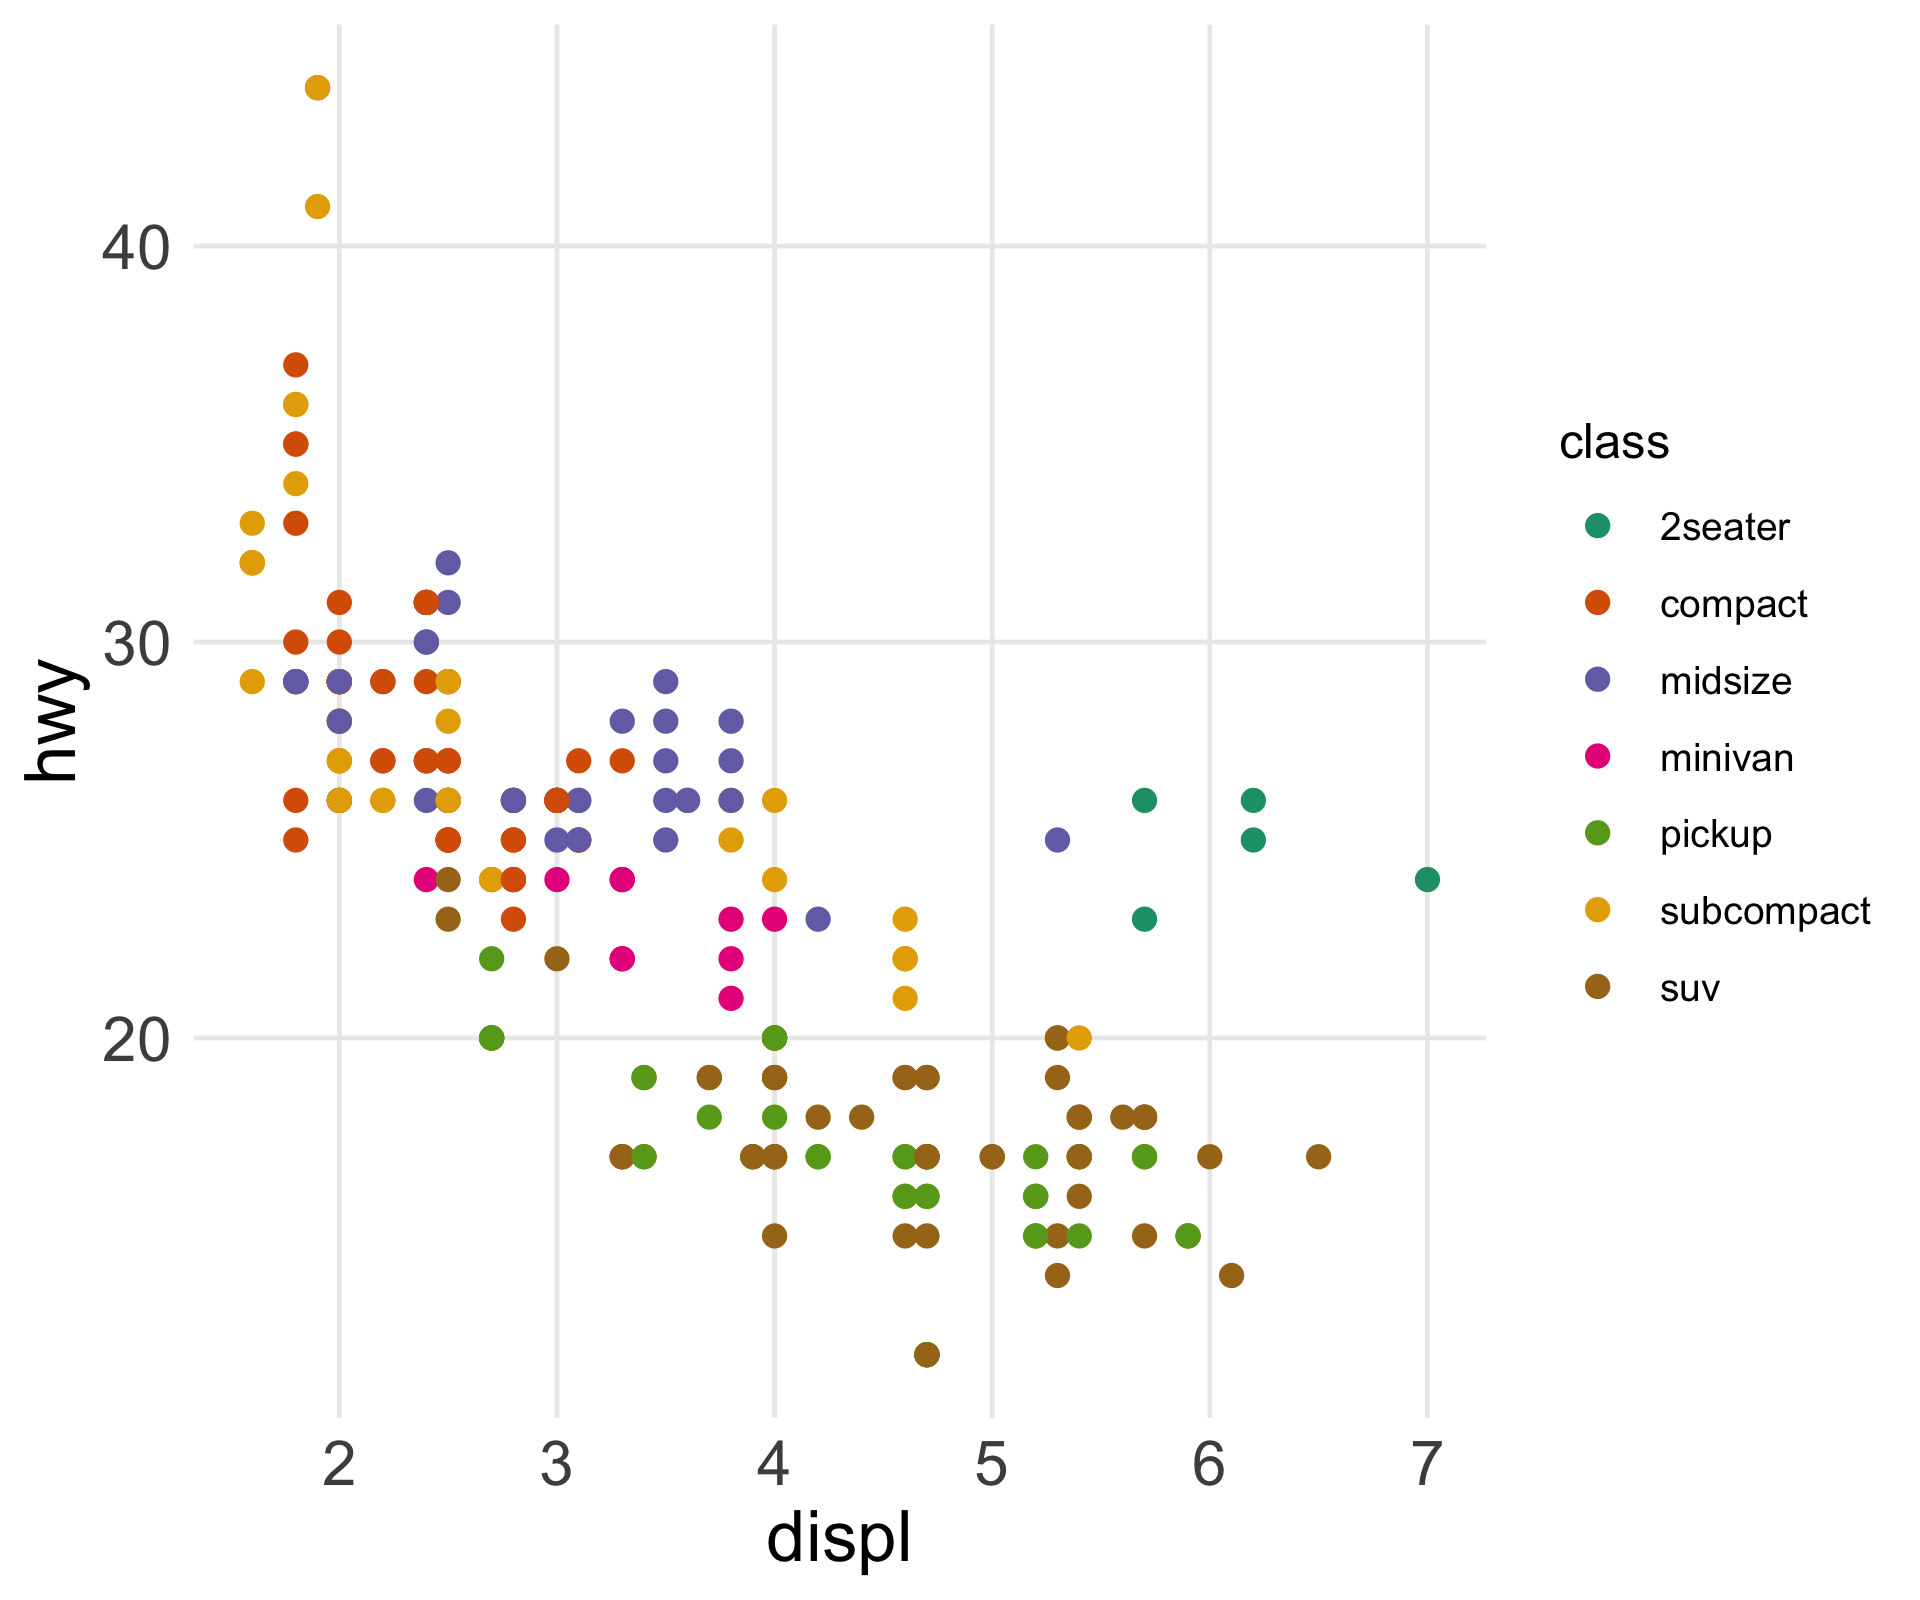 40
30
20
hwy
2 3 4 5 6 7
displ
class
2seater
compact
midsize
minivan
pickup
subcompact
suv